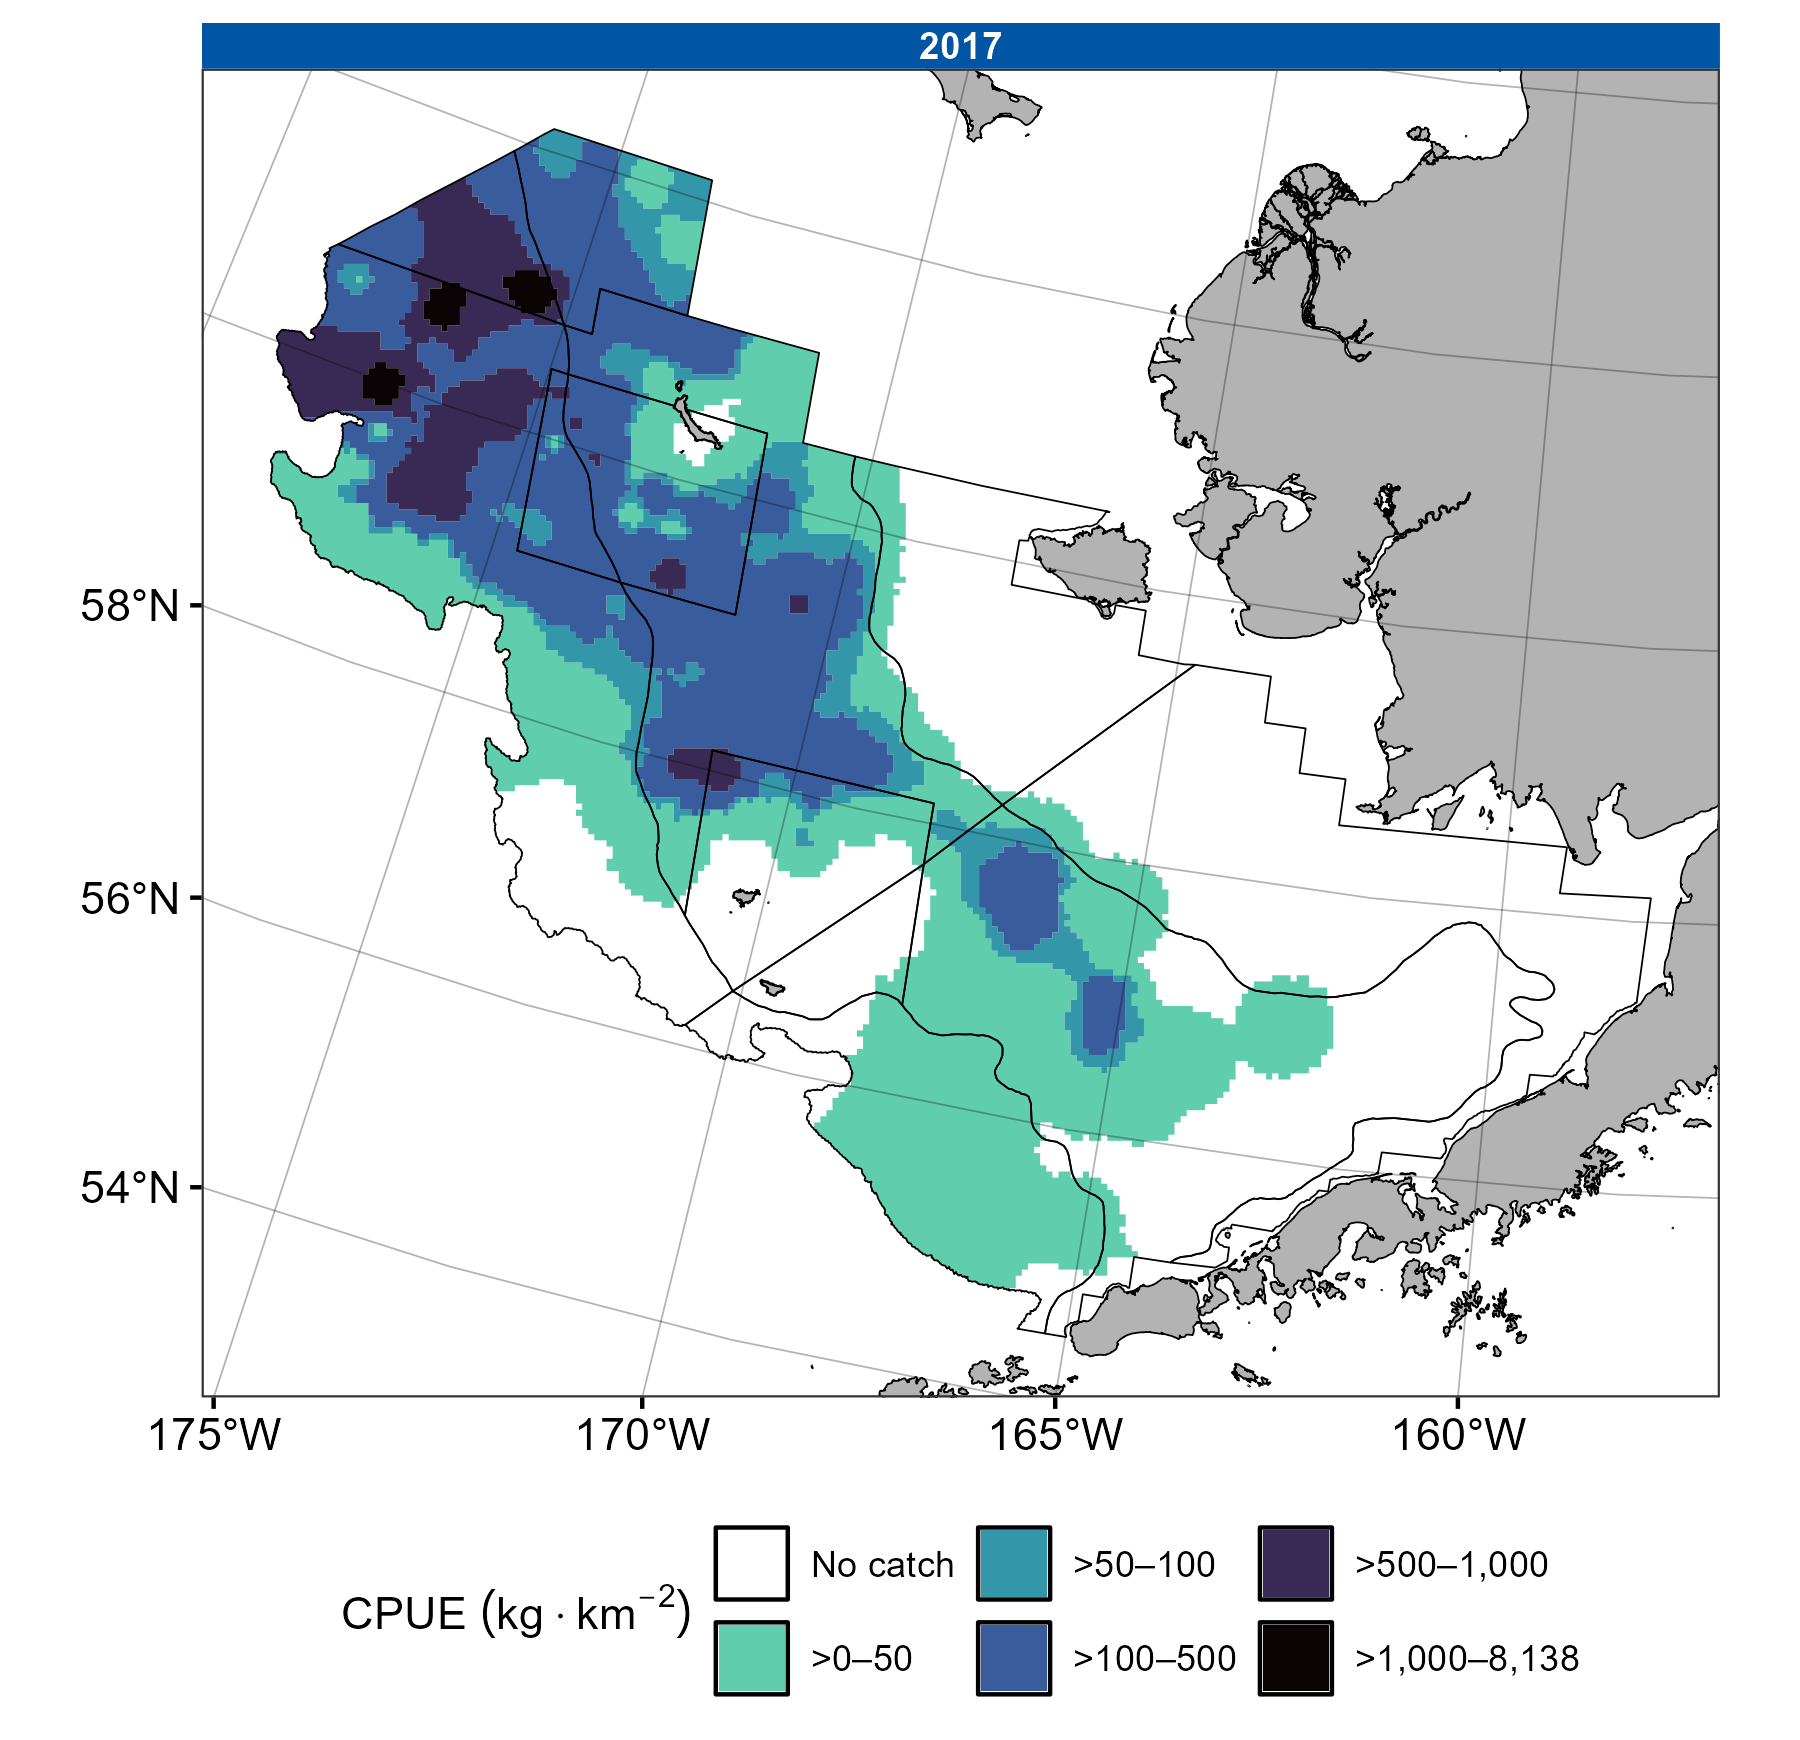 2017
58°N
56°N
54°N
175°W 170°W 165°W 160°W
CPUE (kg · km⁻²)
No catch >50–100 >500–1,000
>0–50 >100–500 >1,000–8,138